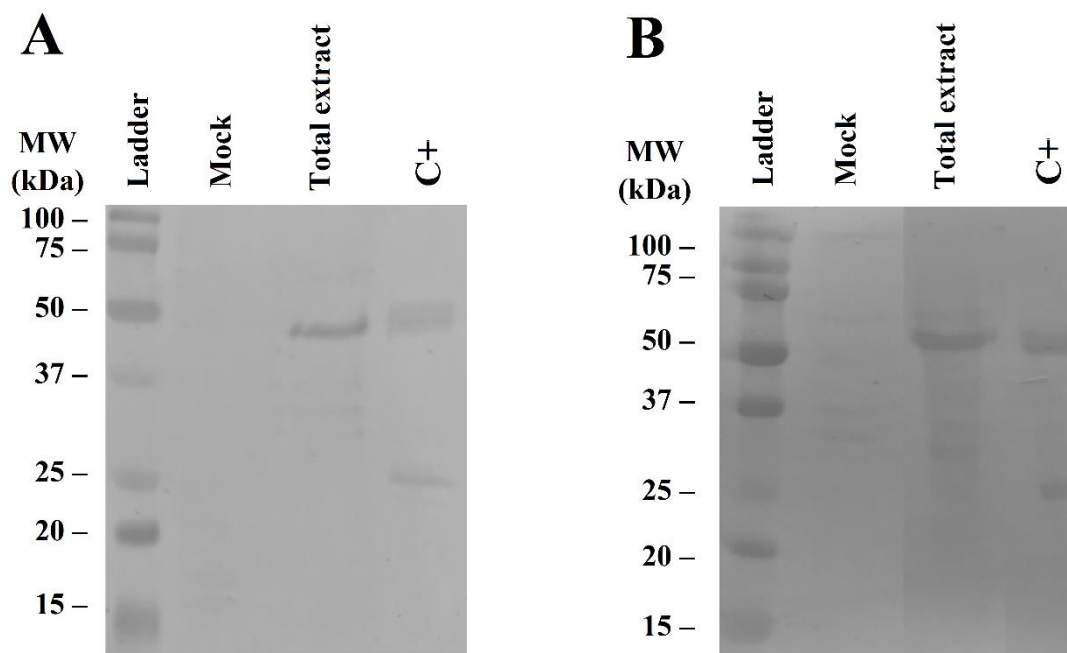 A
MW
(kDa)
Ladder
Mock
Total extract
C+
100 –
75 –
50 –
37 –
25 –
20 –
15 –
B
MW
(kDa)
Ladder
Mock
Total extract
C+
100 –
75 –
50 –
37 –
25 –
20 –
15 –